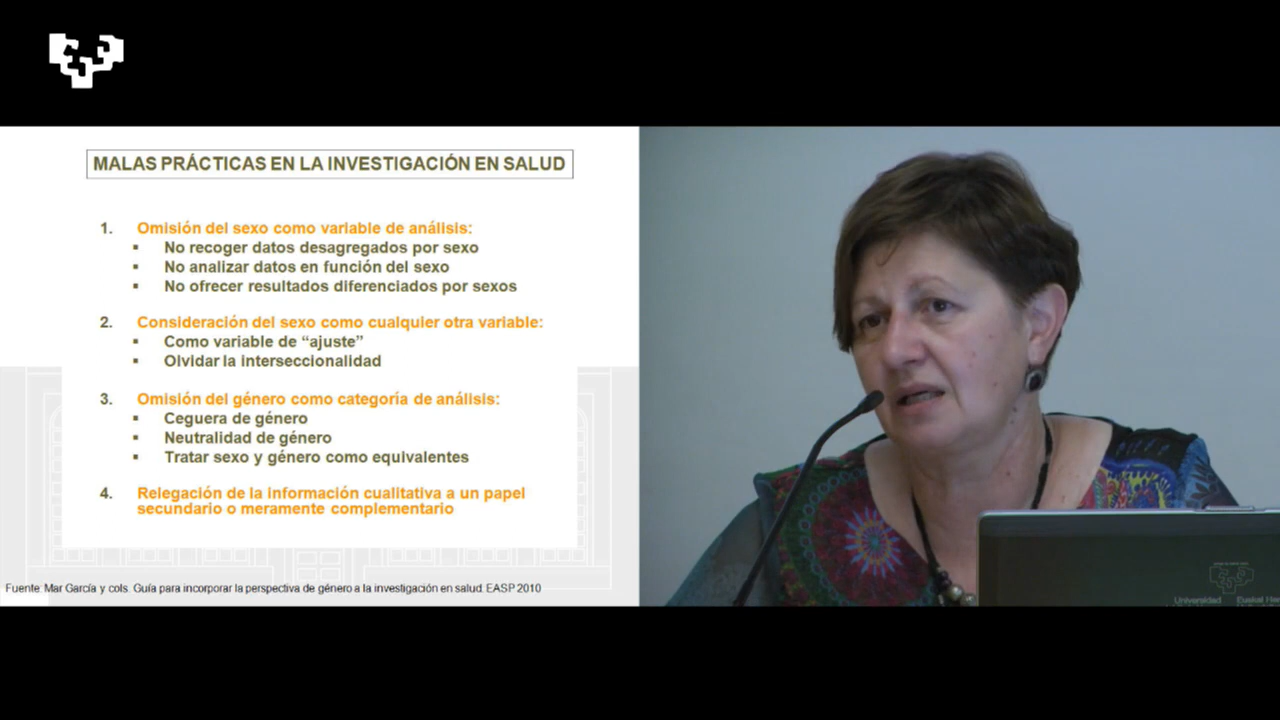 MALAS PRÁCTICAS EN LA INVESTIGACIÓN EN SALUD
1. Omisión del sexo como variable de análisis:
▪ No recoger datos desagregados por sexo
▪ No analizar datos en función del sexo
▪ No ofrecer resultados diferenciados por sexos
2. Consideración del sexo como cualquier otra variable:
▪ Como variable de “ajuste”
▪ Olvidar la interseccionalidad
3. Omisión del género como categoría de análisis:
▪ Ceguera de género
▪ Neutralidad de género
▪ Tratar sexo y género como equivalentes
4. Relegación de la información cualitativa a un papel
secundario o meramente complementario
Fuente: Mar García y cols. Guía para incorporar la perspectiva de género a la investigación en salud. EASP 2010
Universidad Euskal